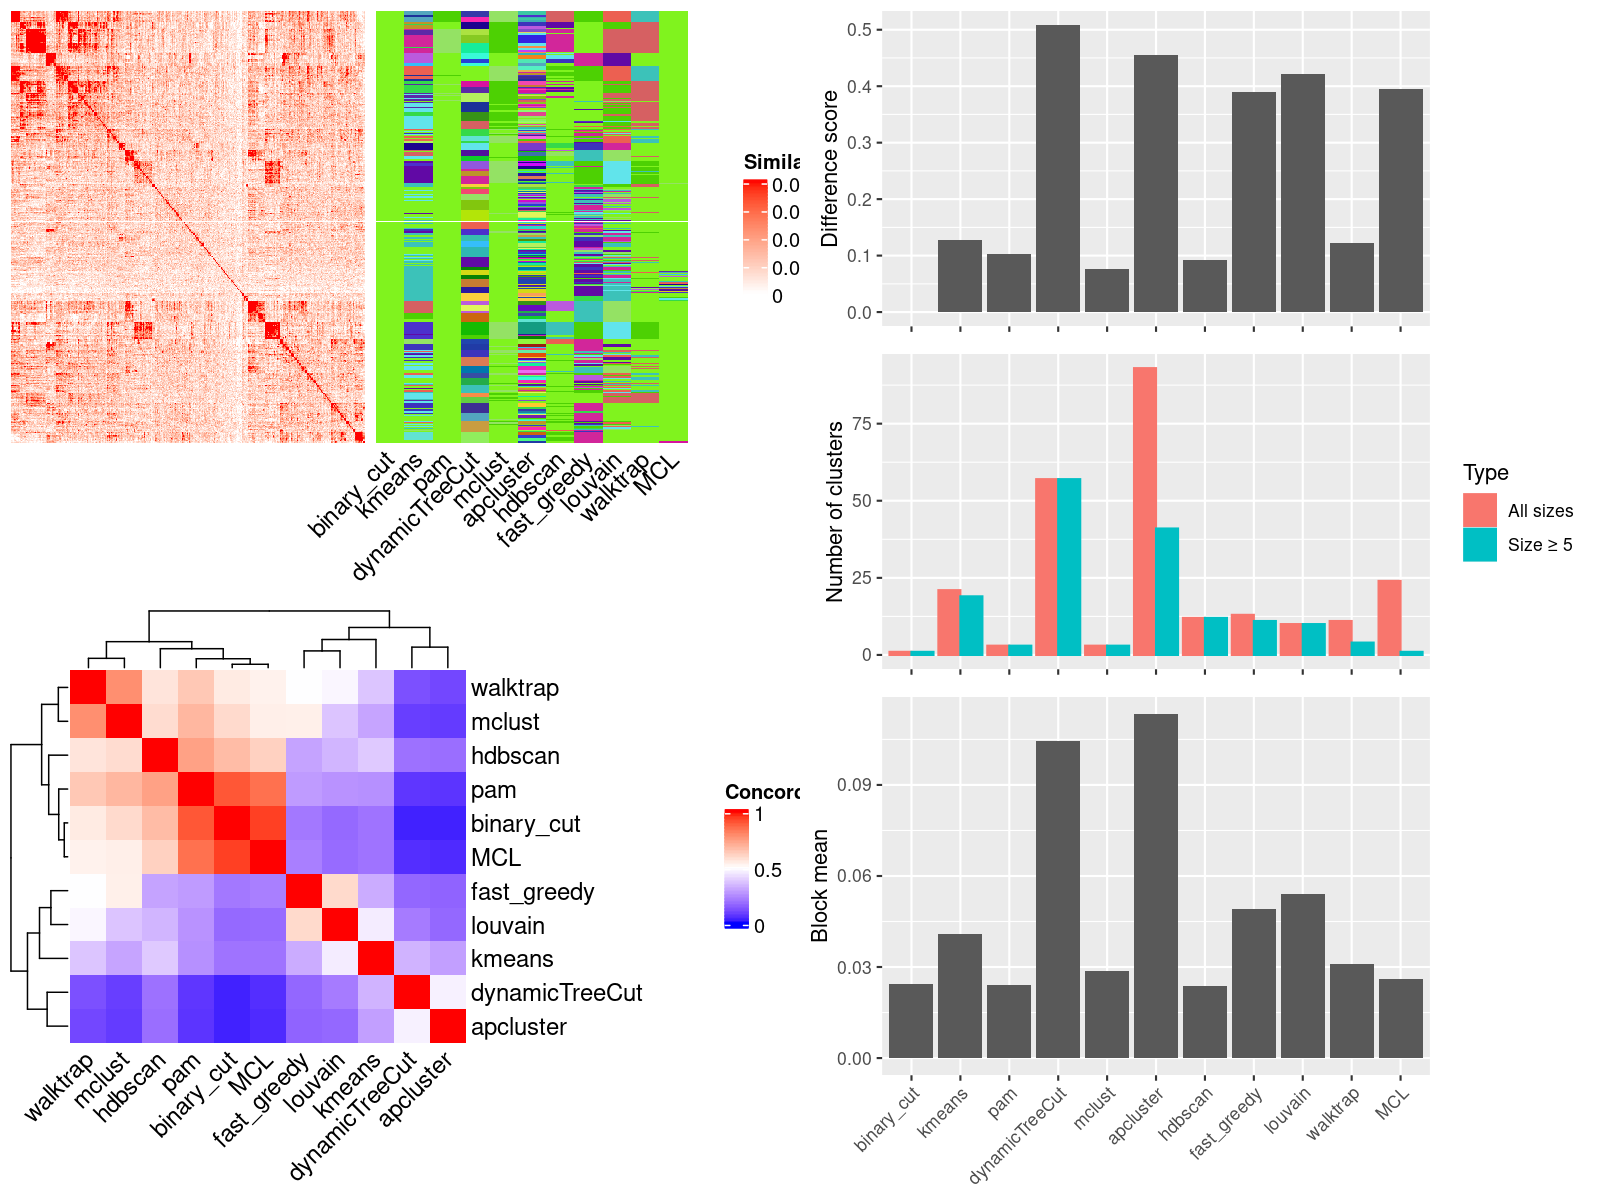 Simila
0.0
0.0
0.0
0.0
0
binary_cut
kmeans
pam
dynamicTreeCut
mclust
apcluster
hdbscan
fast_greedy
louvain
walktrap
MCL
walktrap
mclust
hdbscan
pam
binary_cut
MCL
fast_greedy
louvain
kmeans
dynamicTreeCut
apcluster
walktrap
mclust
hdbscan
pam
binary_cut
MCL
fast_greedy
louvain
kmeans
dynamicTreeCut
apcluster
Concord
1
0.5
0
Difference score
0.5
0.4
0.3
0.2
0.1
0.0
Number of clusters
75
50
25
0
Type
All sizes
Size ≥ 5
Block mean
0.09
0.06
0.03
0.00
binary_cut
kmeans
pam
dynamicTreeCut
mclust
apcluster
hdbscan
fast_greedy
louvain
walktrap
MCL